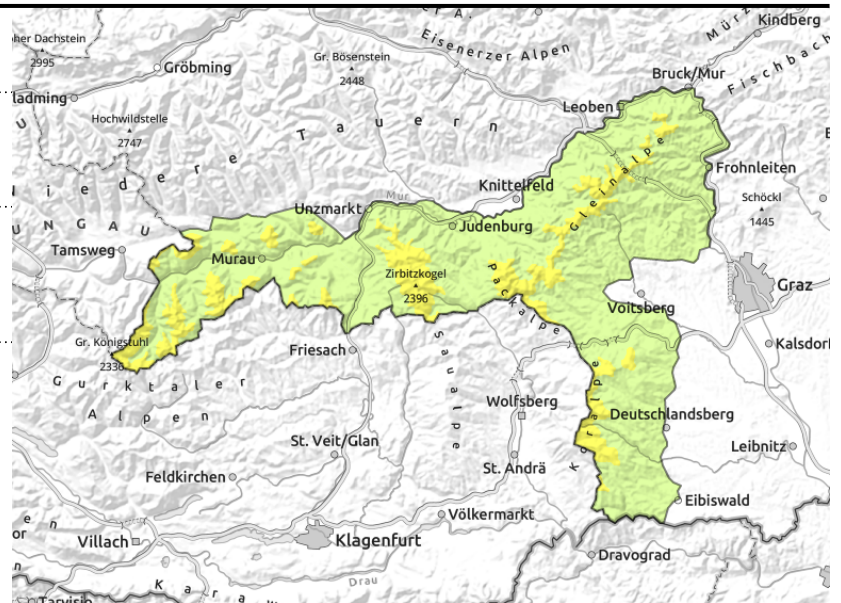 Kindberg
Mürz
Eisenerzer Alpen
Fischbach
her Dachstein
2995
Gröbming
Gr. Bösenstein
2448
Bruck/Mur
ladming
Leoben
Hochwildstelle
2747
Niedere Tauern
Gleinalpe
Frohnleiten
Knittelfeld
Schöckl
1445
Mur
Unzmarkt
UNGAU
Judenburg
Tamsweg
Murau
Zirbitzkogel
2396
Packalpe
Graz
Voitsberg
Gr. Königstuhl
2336
Friesach
Kalsdorf
Gurktaler
Alpen
Saualpe
Koralpe
Wolfsberg
Deutschlandsberg
St. Veit/Glan
Leibnitz
St. Andrä
Feldkirchen
Eibiswald
Völkermarkt
Villach
Klagenfurt
Dravograd
Drau
Tarvisio